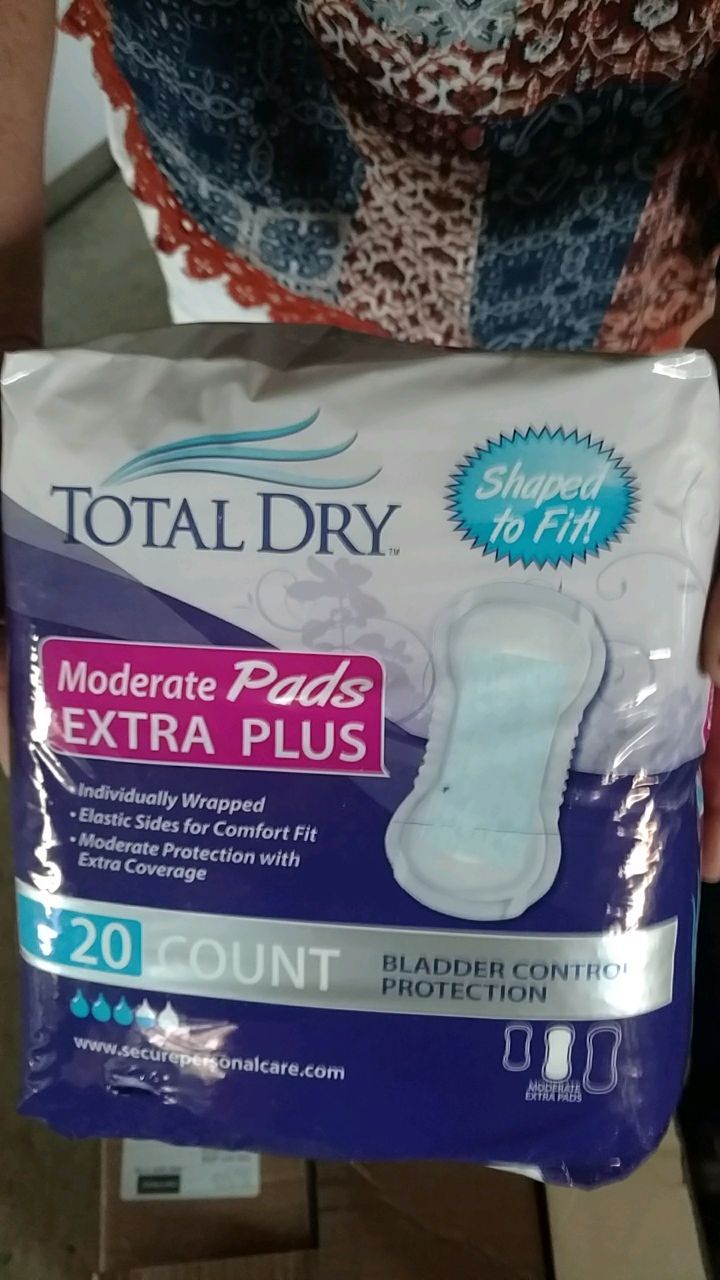 TOTAL DRY™
Shaped
to Fit!
Moderate Pads
EXTRA PLUS
• Individually Wrapped
• Elastic Sides for Comfort Fit
• Moderate Protection with
Extra Coverage
20 COUNT
BLADDER CONTROL
PROTECTION
www.securepersonalcare.com
MODERATE
EXTRA PADS